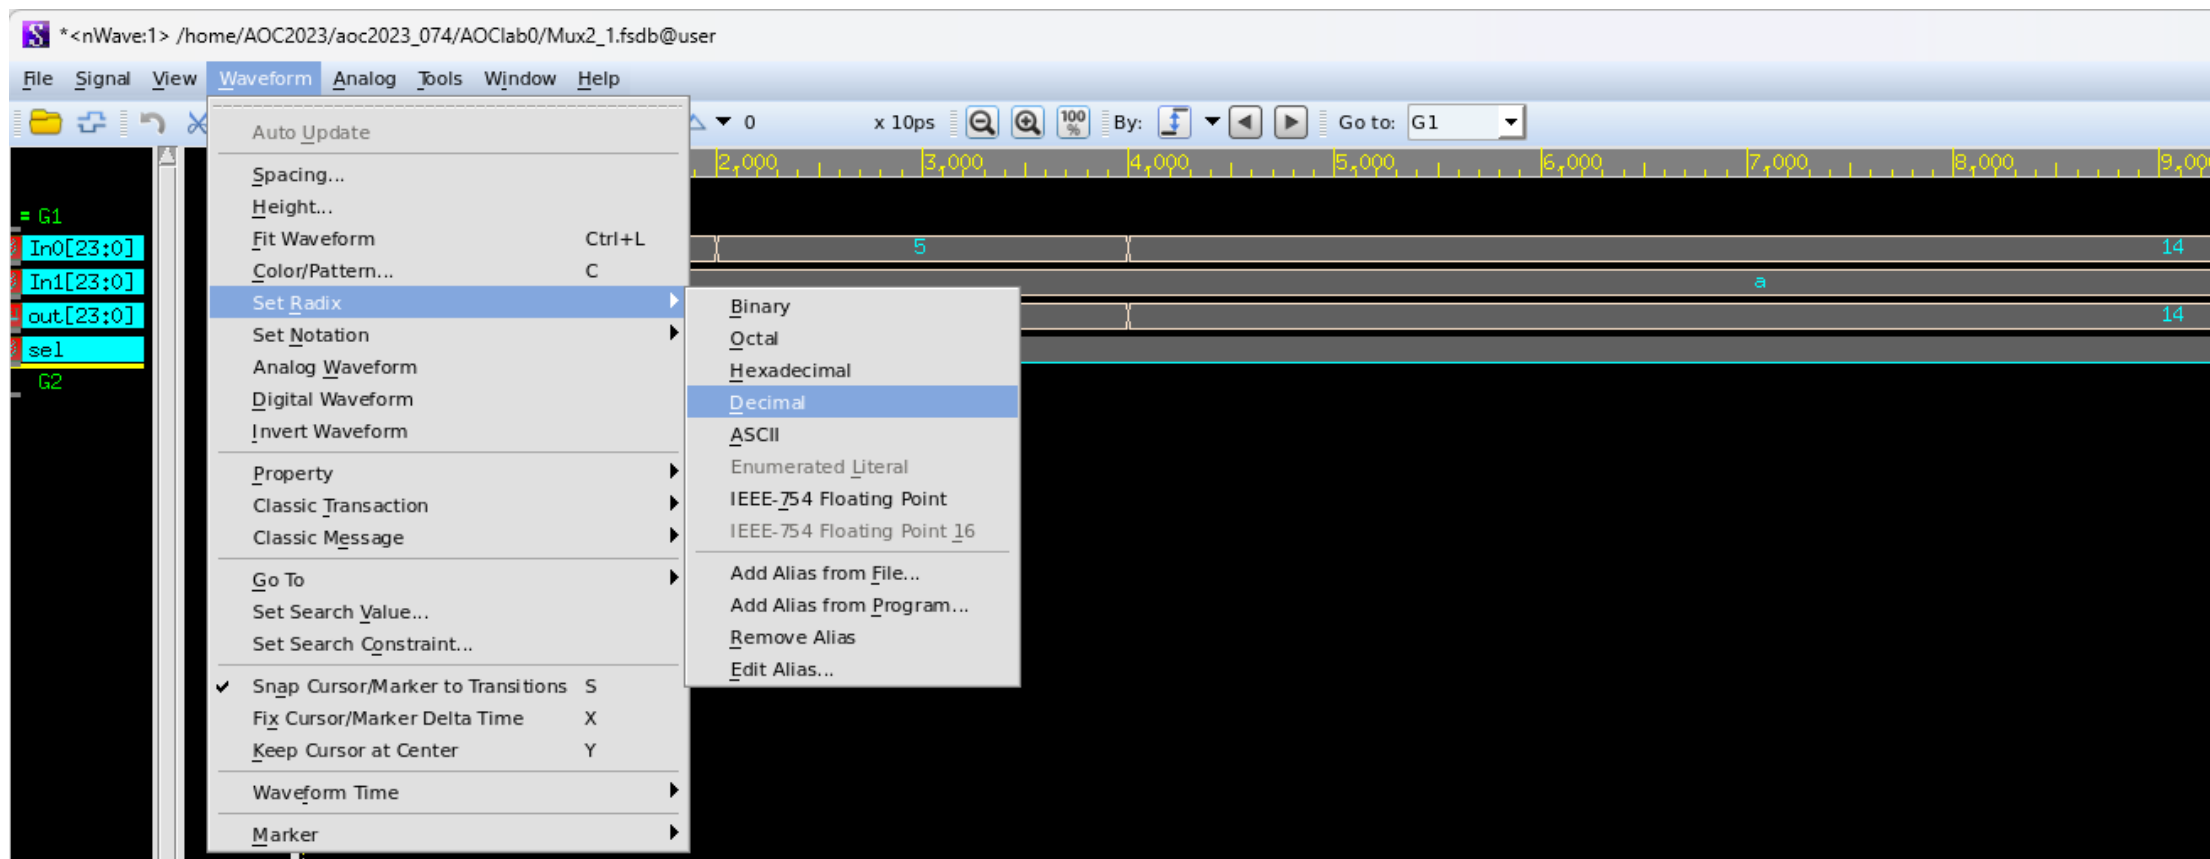 *<nWave:1> /home/AOC2023/aoc2023_074/AOClab0/Mux2_1.fsdb@user
File Signal View Waveform Analog Tools Window Help
0 x 10ps 100% By: Go to: G1
2,000 3,000 4,000 5,000 6,000 7,000 8,000
G1
In0[23:0] 5 14
In1[23:0] a
out[23:0] 14
sel
G2
Auto Update
Spacing...
Height...
Fit Waveform Ctrl+L
Color/Pattern... C
Set Radix
Set Notation
Analog Waveform
Digital Waveform
Invert Waveform
Property
Classic Transaction
Classic Message
Go To
Set Search Value...
Set Search Constraint...
Snap Cursor/Marker to Transitions S
Fix Cursor/Marker Delta Time X
Keep Cursor at Center Y
Waveform Time
Marker
Binary
Octal
Hexadecimal
Decimal
ASCII
Enumerated Literal
IEEE-754 Floating Point
IEEE-754 Floating Point 16
Add Alias from File...
Add Alias from Program...
Remove Alias
Edit Alias...